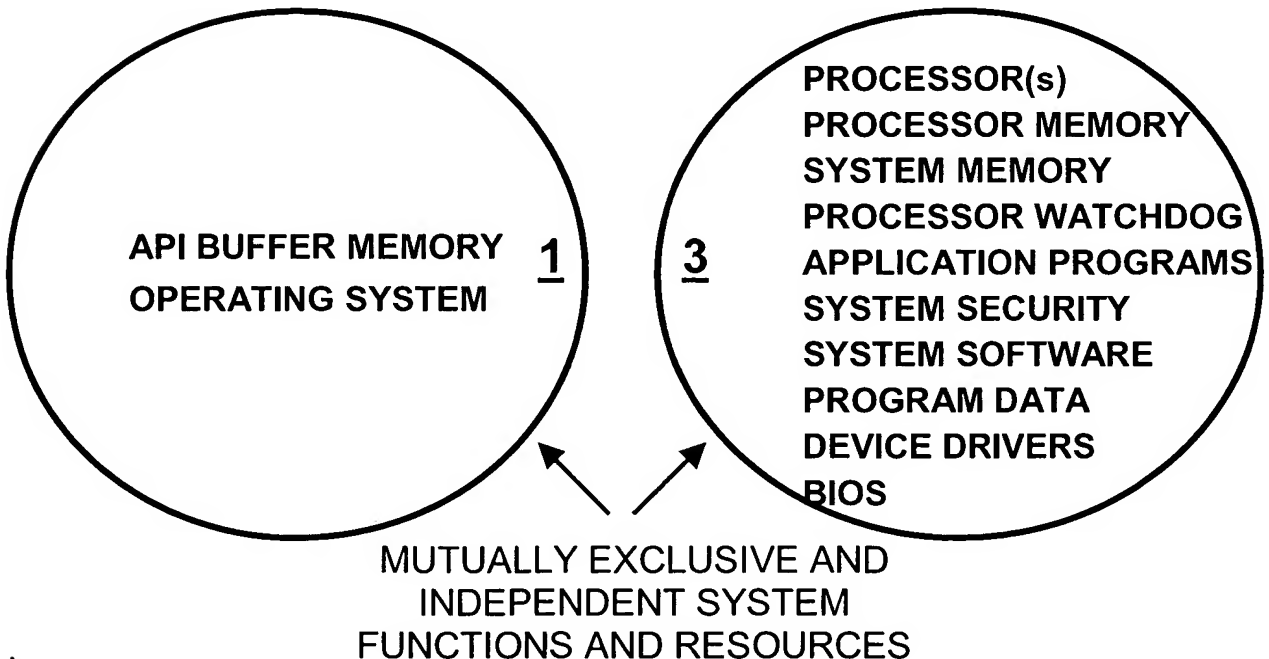 API BUFFER MEMORY
OPERATING SYSTEM
1
3
PROCESSOR(s)
PROCESSOR MEMORY
SYSTEM MEMORY
PROCESSOR WATCHDOG
APPLICATION PROGRAMS
SYSTEM SECURITY
SYSTEM SOFTWARE
PROGRAM DATA
DEVICE DRIVERS
BIOS
MUTUALLY EXCLUSIVE AND
INDEPENDENT SYSTEM
FUNCTIONS AND RESOURCES